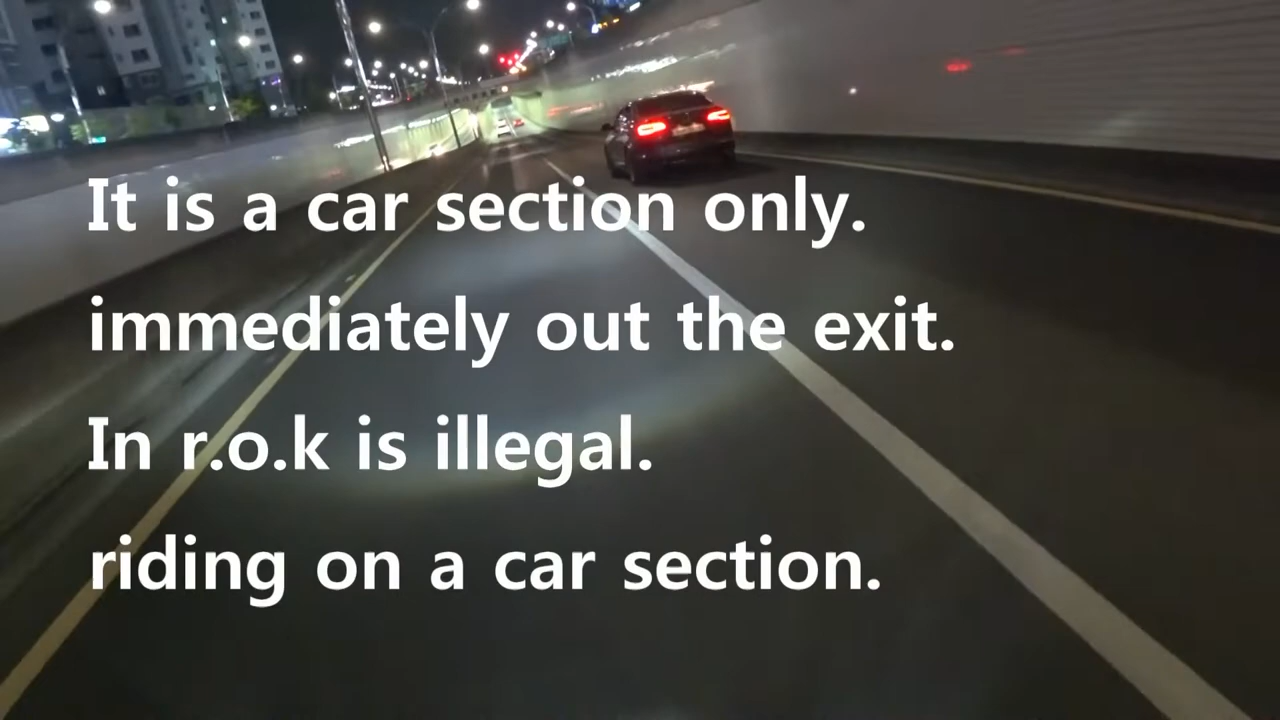 It is a car section only.
immediately out the exit.
In r.o.k is illegal.
riding on a car section.